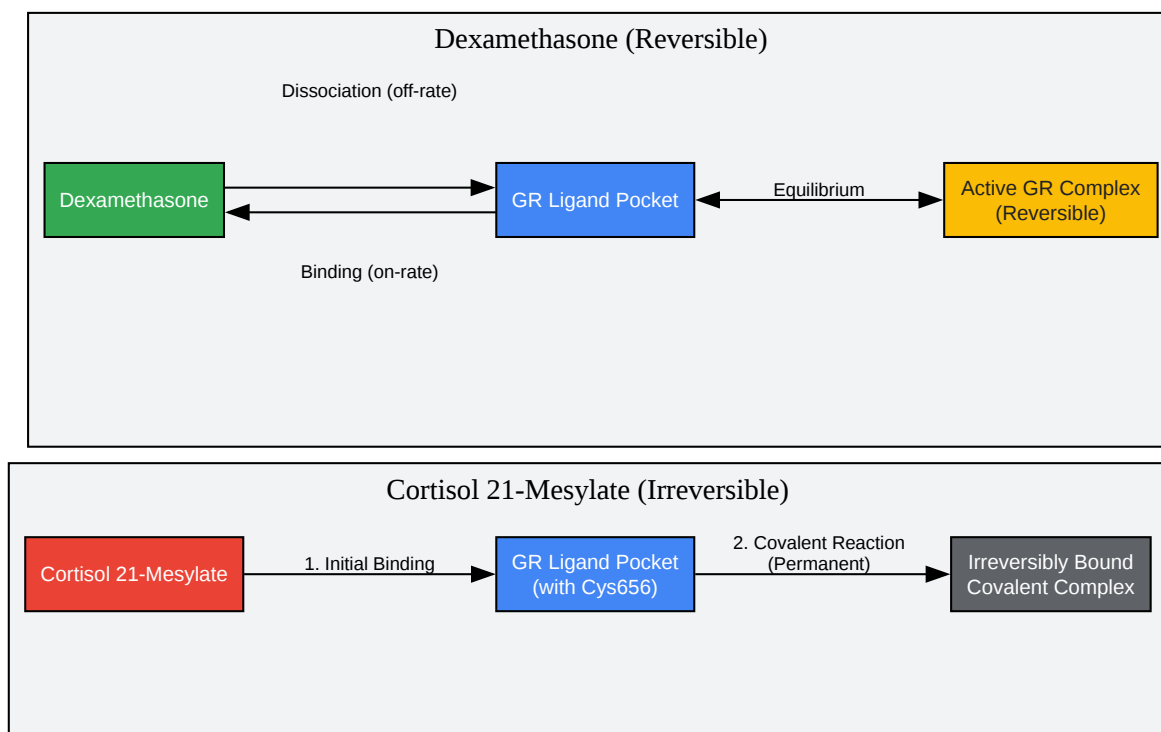 Dexamethasone (Reversible)
Dissociation (off-rate)
Dexamethasone
GR Ligand Pocket
Equilibrium
Active GR Complex
(Reversible)
Binding (on-rate)
Cortisol 21-Mesylate (Irreversible)
Cortisol 21-Mesylate
1. Initial Binding
GR Ligand Pocket
(with Cys656)
2. Covalent Reaction
(Permanent)
Irreversibly Bound
Covalent Complex